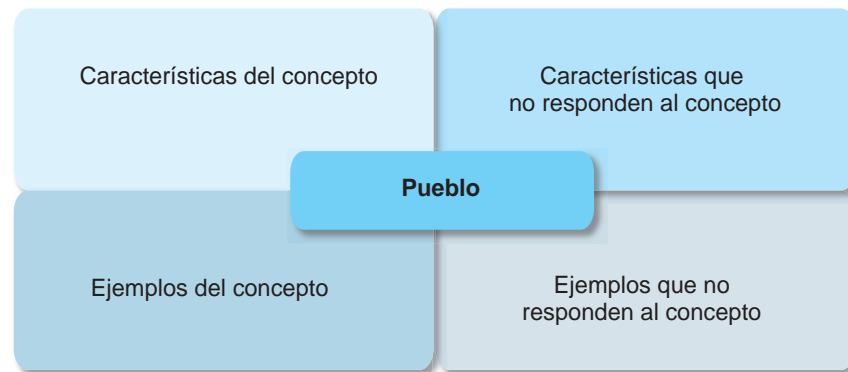 Características del concepto
Características que
no responden al concepto
Pueblo
Ejemplos del concepto
Ejemplos que no
responden al concepto